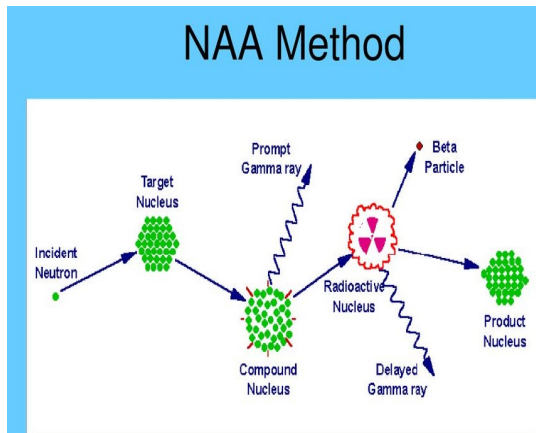 NAA Method
Prompt
Gamma ray
Beta
Particle
Target
Nucleus
Incident
Neutron
Radioactive
Nucleus
Product
Nucleus
Compound
Nucleus
Delayed
Gamma ray